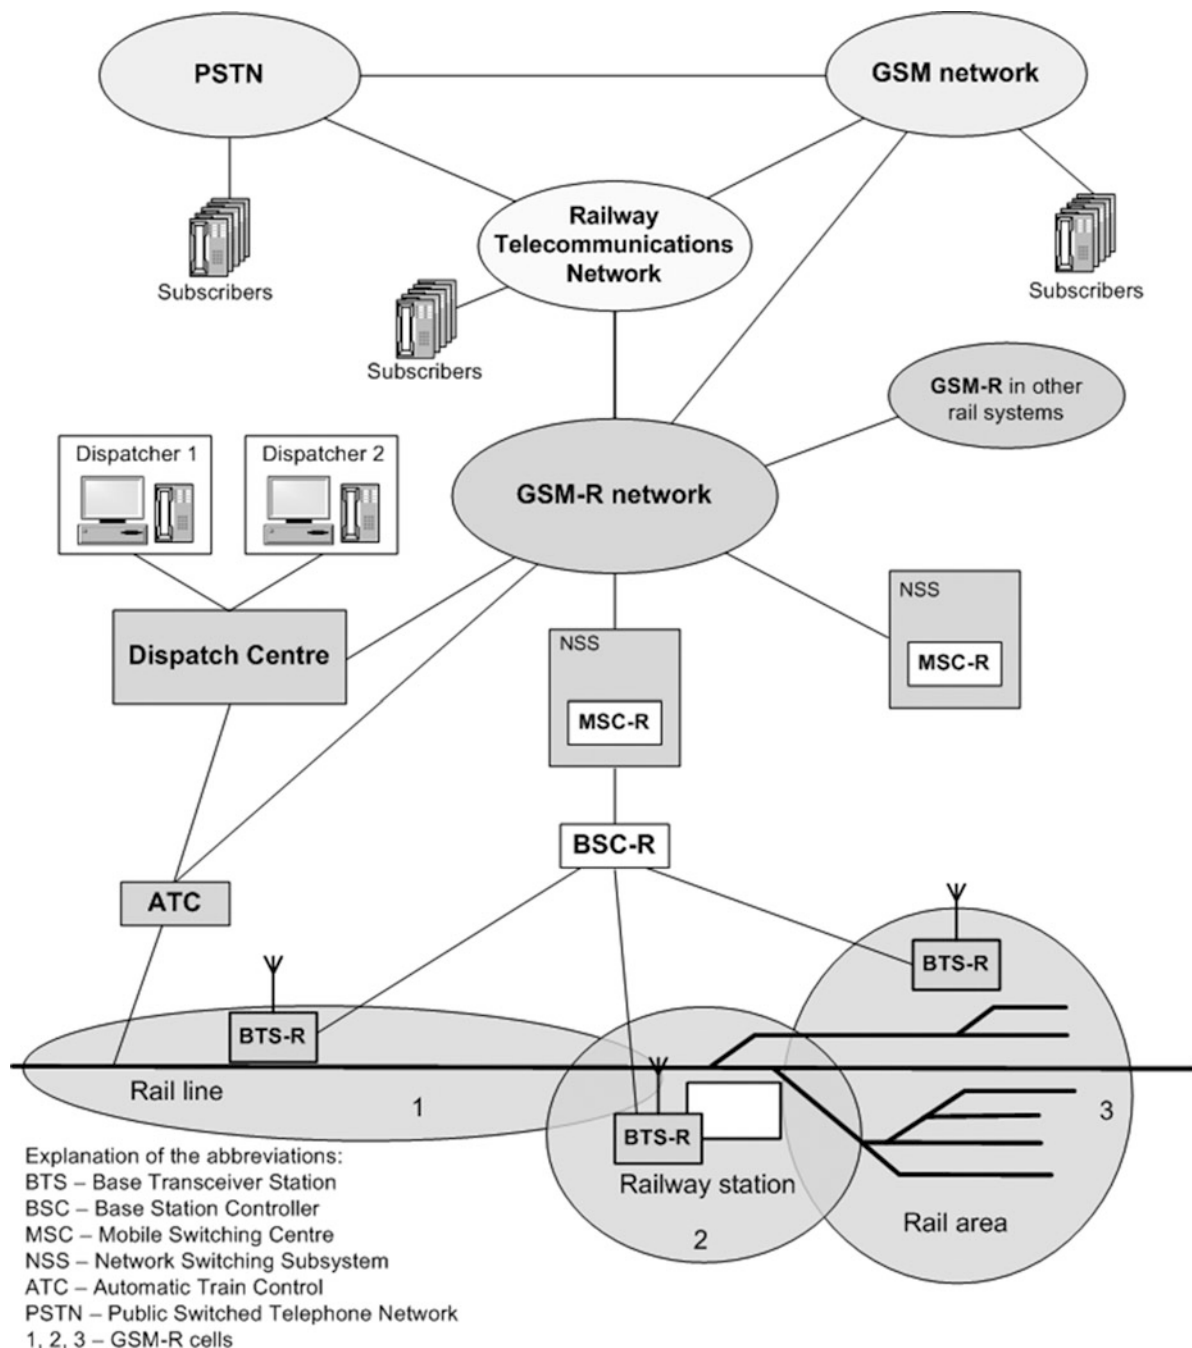 PSTN
GSM network
Railway
Telecommunications
Network
Subscribers
Subscribers
Subscribers
GSM-R in other
rail systems
Dispatcher 1
Dispatcher 2
GSM-R network
NSS
MSC-R
Dispatch Centre
NSS
MSC-R
BSC-R
ATC
BTS-R
BTS-R
Rail line
1
BTS-R
3
Railway station
Rail area
2
Explanation of the abbreviations:
BTS – Base Transceiver Station
BSC – Base Station Controller
MSC – Mobile Switching Centre
NSS – Network Switching Subsystem
ATC – Automatic Train Control
PSTN – Public Switched Telephone Network
1, 2, 3 – GSM-R cells